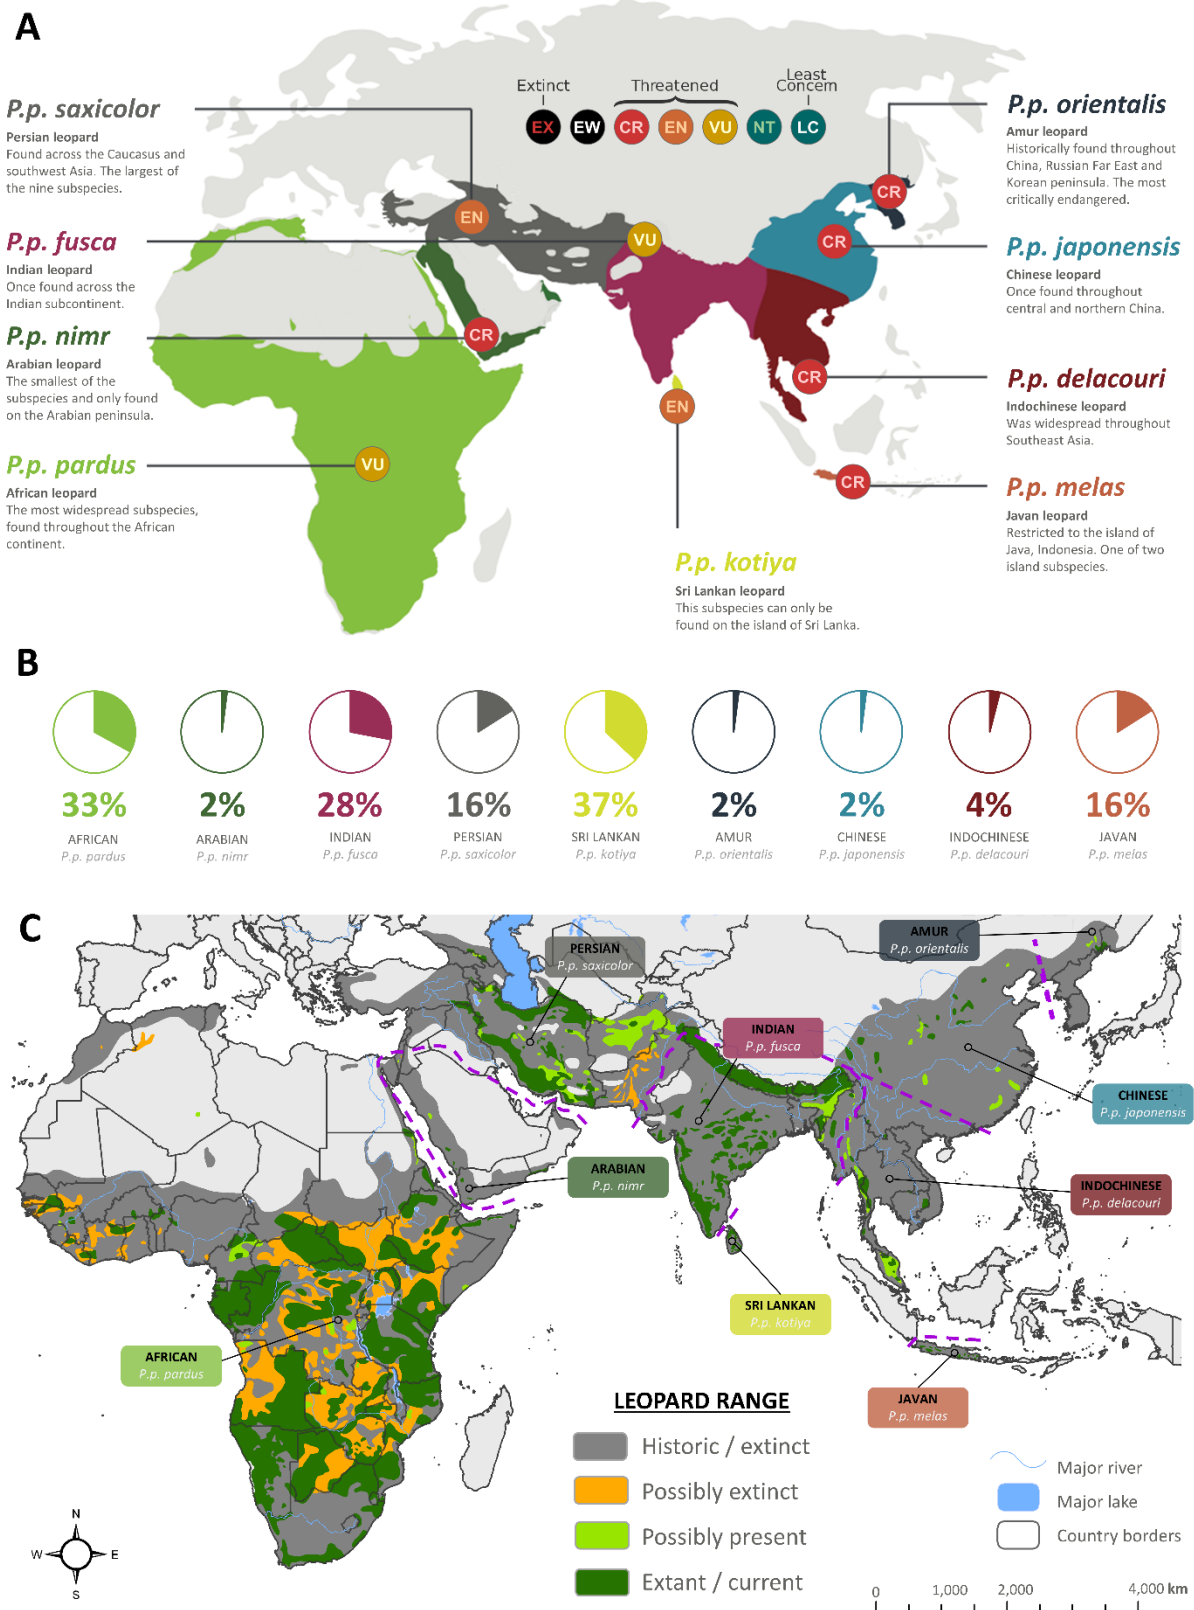 A
Extinct
Threatened
Least
Concern
EX
EW
CR
EN
VU
NT
LC
P.p. saxicolor
Persian leopard
Found across the Caucasus and
southwest Asia. The largest of
the nine subspecies.
EN
P.p. fusca
Indian leopard
Once found across the
Indian subcontinent.
VU
P.p. nimr
Arabian leopard
The smallest of the
subspecies and only found
on the Arabian peninsula.
CR
P.p. pardus
African leopard
The most widespread subspecies,
found throughout the African
continent.
VU
P.p. orientalis
Amur leopard
Historically found throughout
China, Russian Far East and
Korean peninsula. The most
critically endangered.
CR
P.p. japonensis
Chinese leopard
Once found throughout
central and northern China.
CR
P.p. delacouri
Indochinese leopard
Was widespread throughout
Southeast Asia.
CR
P.p. melas
Javan leopard
Restricted to the island of
Java, Indonesia. One of two
island subspecies.
CR
EN
P.p. kotiya
Sri Lankan leopard
This subspecies can only be
found on the island of Sri Lanka.
B
33%
AFRICAN
P.p. pardus
2%
ARABIAN
P.p. nimr
28%
INDIAN
P.p. fusca
16%
PERSIAN
P.p. saxicolor
37%
SRI LANKAN
P.p. kotiya
2%
AMUR
P.p. orientalis
2%
CHINESE
P.p. japonensis
4%
INDOCHINESE
P.p. delacouri
16%
JAVAN
P.p. melas
C
PERSIAN
P.p. saxicolor
AMUR
P.p. orientalis
INDIAN
P.p. fusca
CHINESE
P.p. japonensis
ARABIAN
P.p. nimr
INDOCHINESE
P.p. delacouri
SRI LANKAN
P.p. kotiya
AFRICAN
P.p. pardus
JAVAN
P.p. melas
LEOPARD RANGE
Historic / extinct
Possibly extinct
Possibly present
Extant / current
Major river
Major lake
Country borders
N
W
E
S
0
1,000
2,000
4,000 km